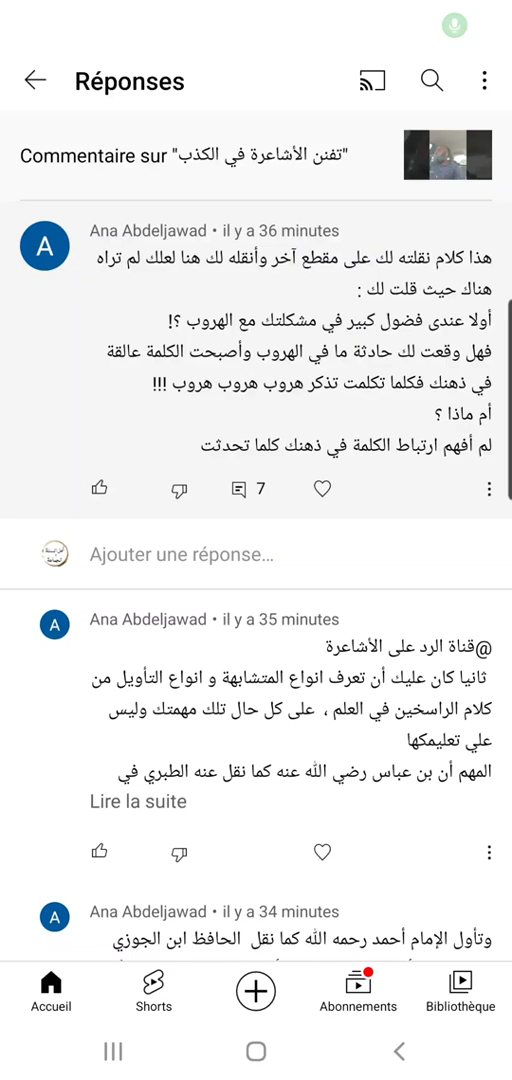 Réponses
Commentaire sur "تفنن الأشاعرة في الكذب"
A
Ana Abdeljawad • il y a 36 minutes
هذا كلام نقلته لك على مقطع آخر وأنقله لك هنا لعلك لم تراه
هناك حيث قلت لك :
أولا عندى فضول كبير في مشكلتك مع الهروب ؟!
فهل وقعت لك حادثة ما في الهروب وأصبحت الكلمة عالقة
في ذهنك فكلما تكلمت تذكر هروب هروب هروب !!!
أم ماذا ؟
لم أفهم ارتباط الكلمة في ذهنك كلما تحدثت
7
Ajouter une réponse...
A
Ana Abdeljawad • il y a 35 minutes
@قناة الرد على الأشاعرة
ثانيا كان عليك أن تعرف انواع المتشابهة و انواع التأويل من
كلام الراسخين في العلم ، على كل حال تلك مهمتك وليس
علي تعليمكها
المهم أن بن عباس رضي الله عنه كما نقل عنه الطبري في
Lire la suite
A
Ana Abdeljawad • il y a 34 minutes
وتأول الإمام أحمد رحمه الله كما نقل الحافظ ابن الجوزي
Accueil
Shorts
Abonnements
Bibliothèque